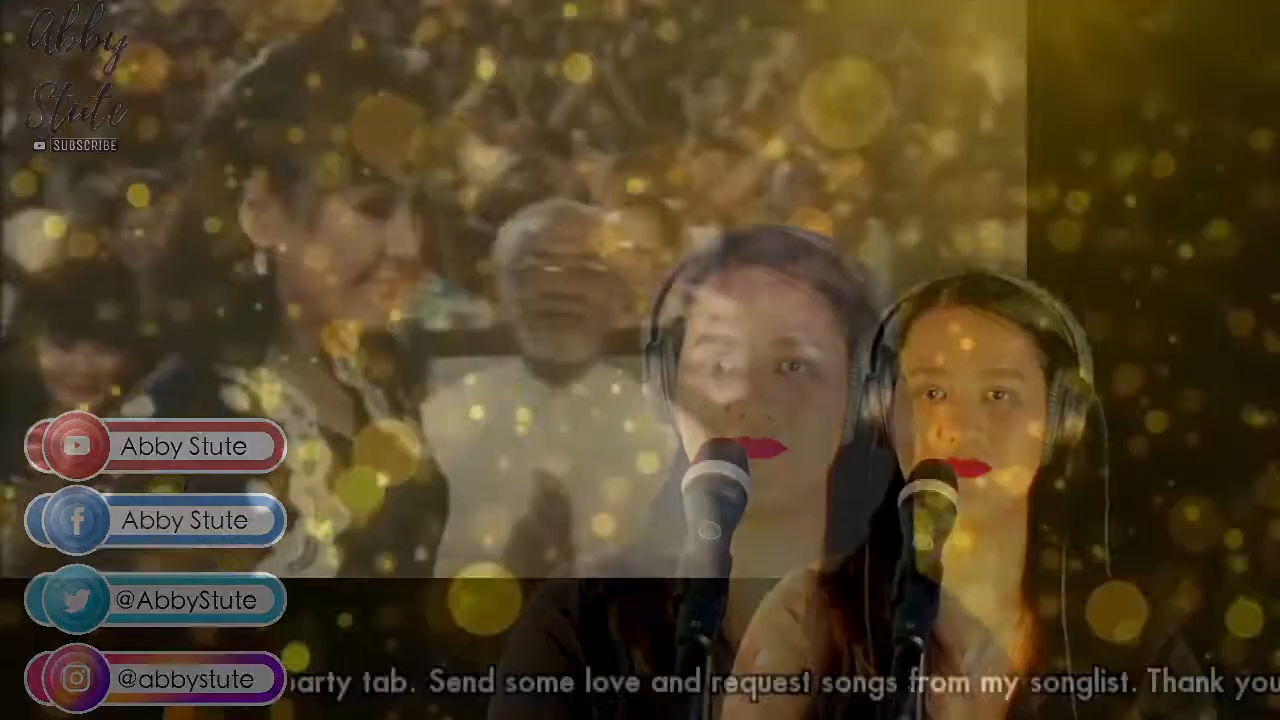 Abby
Stute
SUBSCRIBE
Abby Stute
Abby Stute
@AbbyStute
@abbystute
party tab. Send some love and request songs from my songlist. Thank you